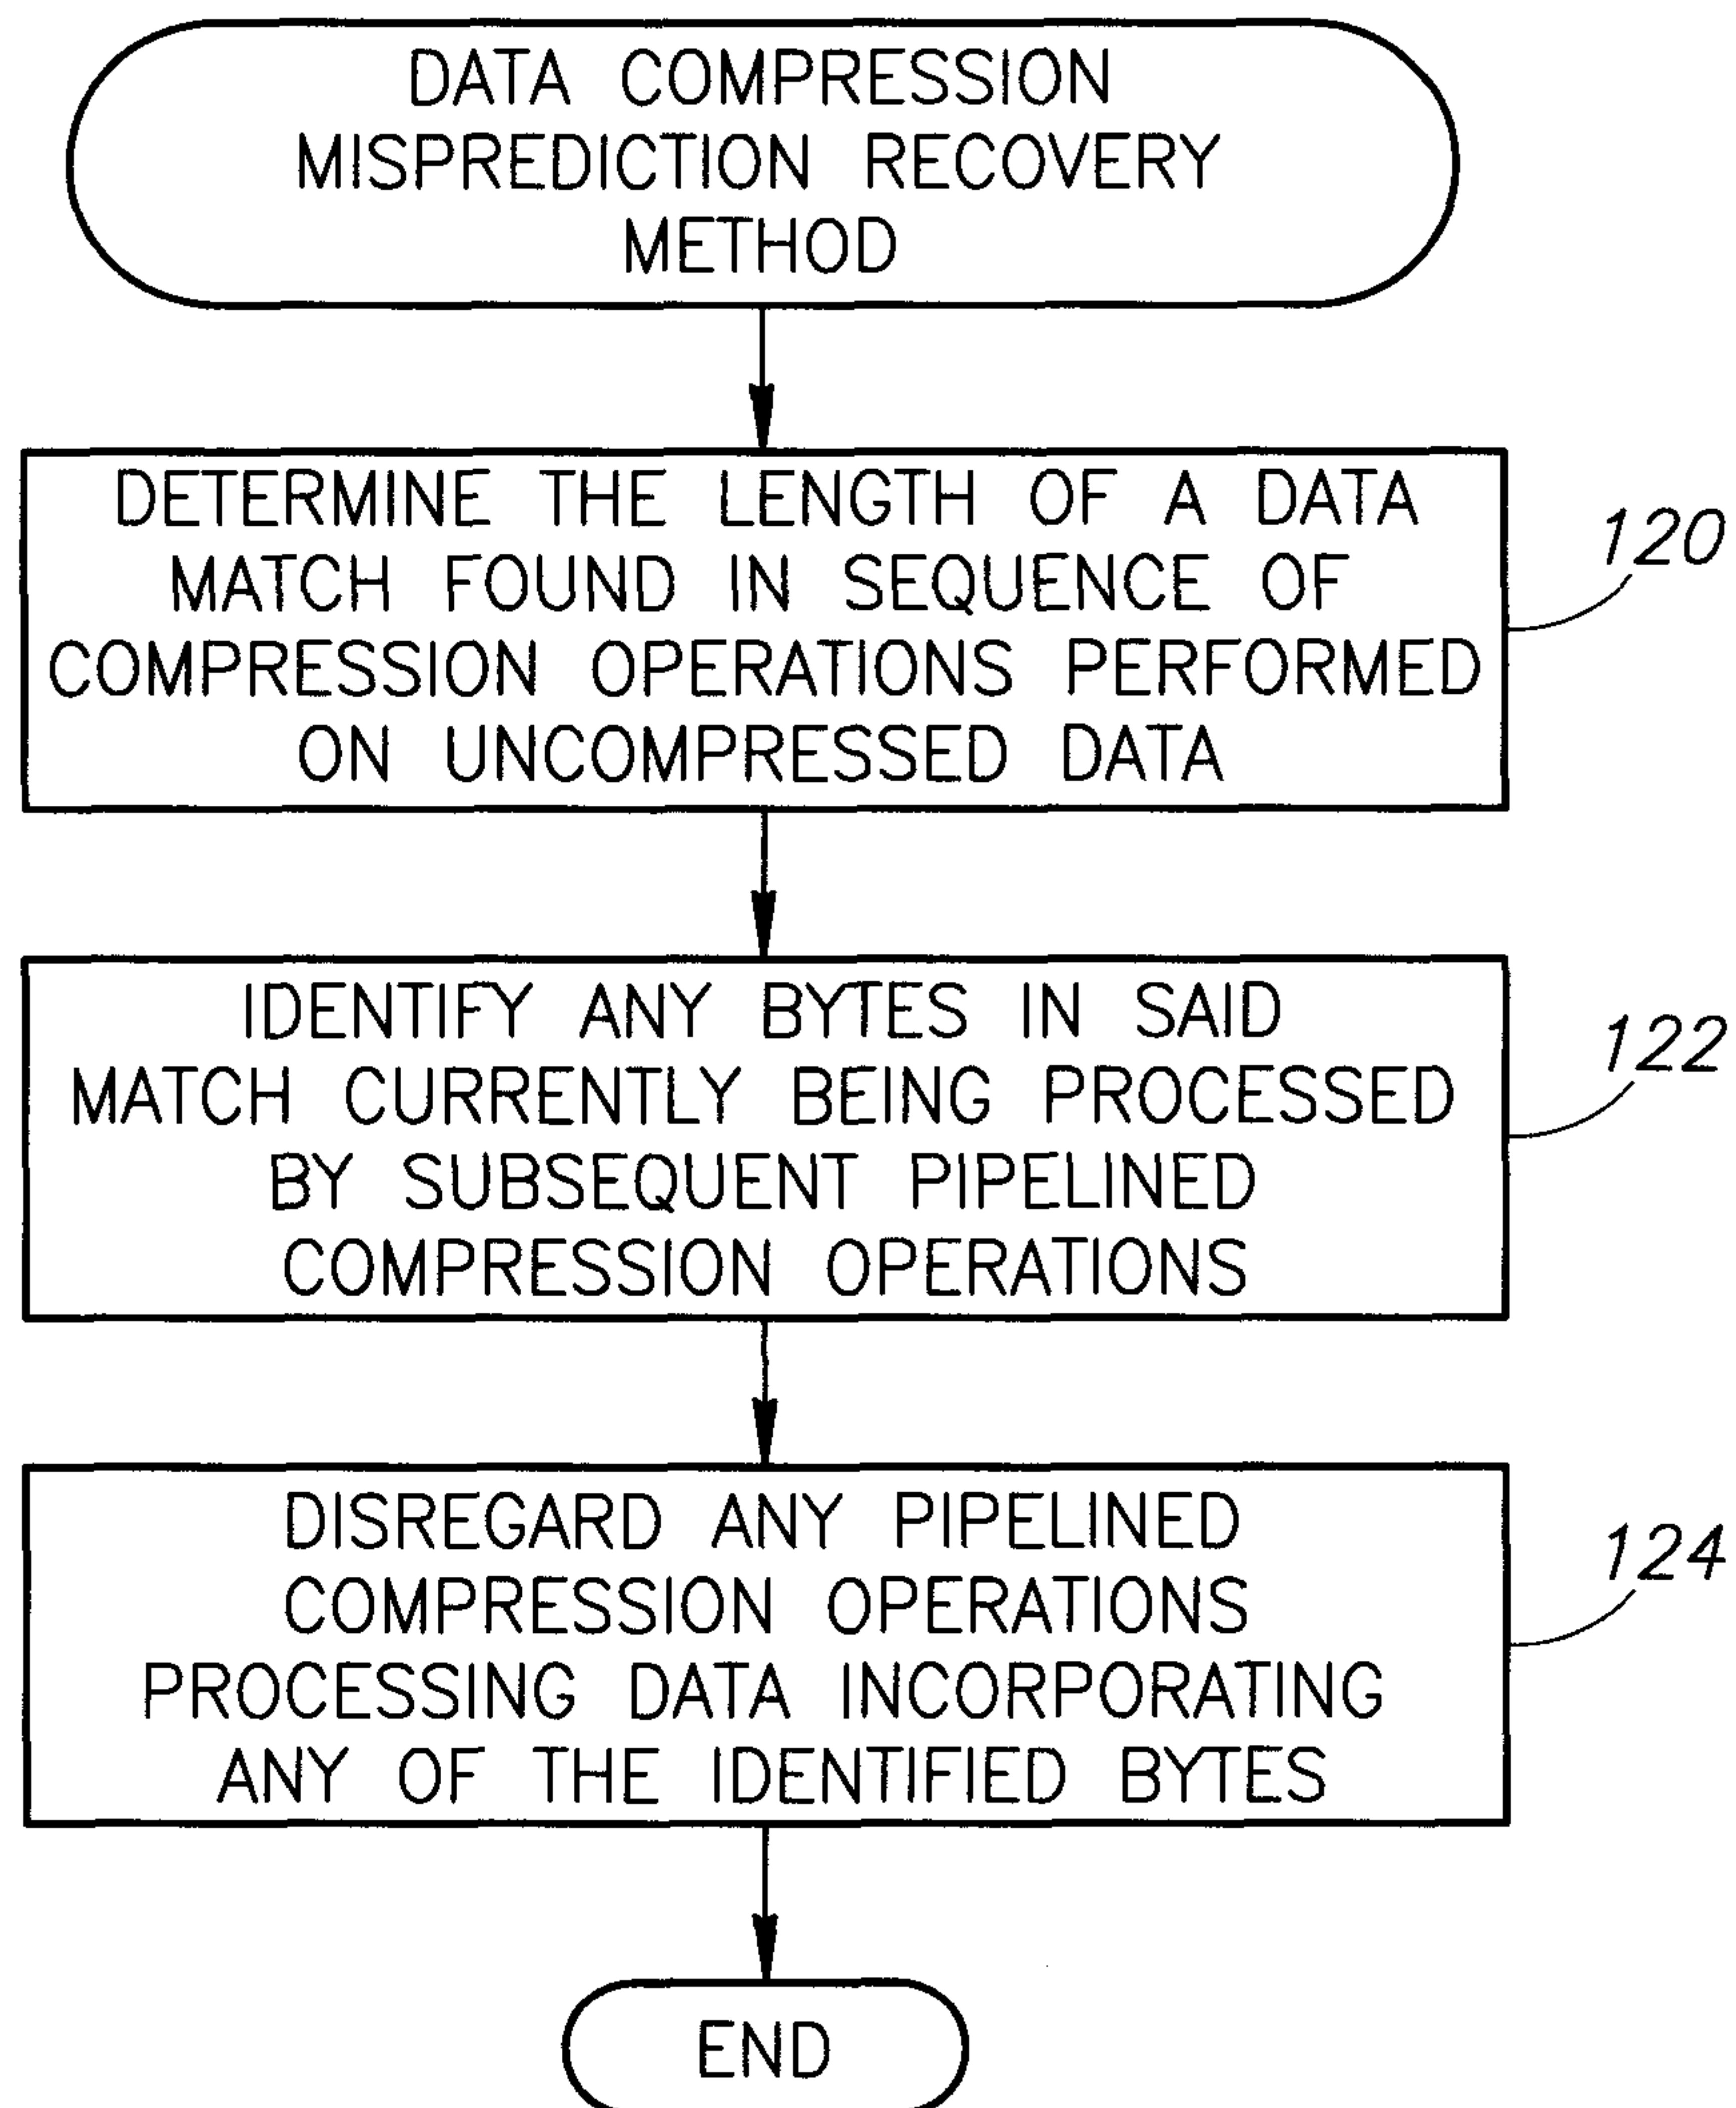 DATA COMPRESSION
MISPREDICTION RECOVERY
METHOD
DETERMINE THE LENGTH OF A DATA
MATCH FOUND IN SEQUENCE OF
COMPRESSION OPERATIONS PERFORMED
ON UNCOMPRESSED DATA
120
IDENTIFY ANY BYTES IN SAID
MATCH CURRENTLY BEING PROCESSED
BY SUBSEQUENT PIPELINED
COMPRESSION OPERATIONS
122
DISREGARD ANY PIPELINED
COMPRESSION OPERATIONS
PROCESSING DATA INCORPORATING
ANY OF THE IDENTIFIED BYTES
124
END